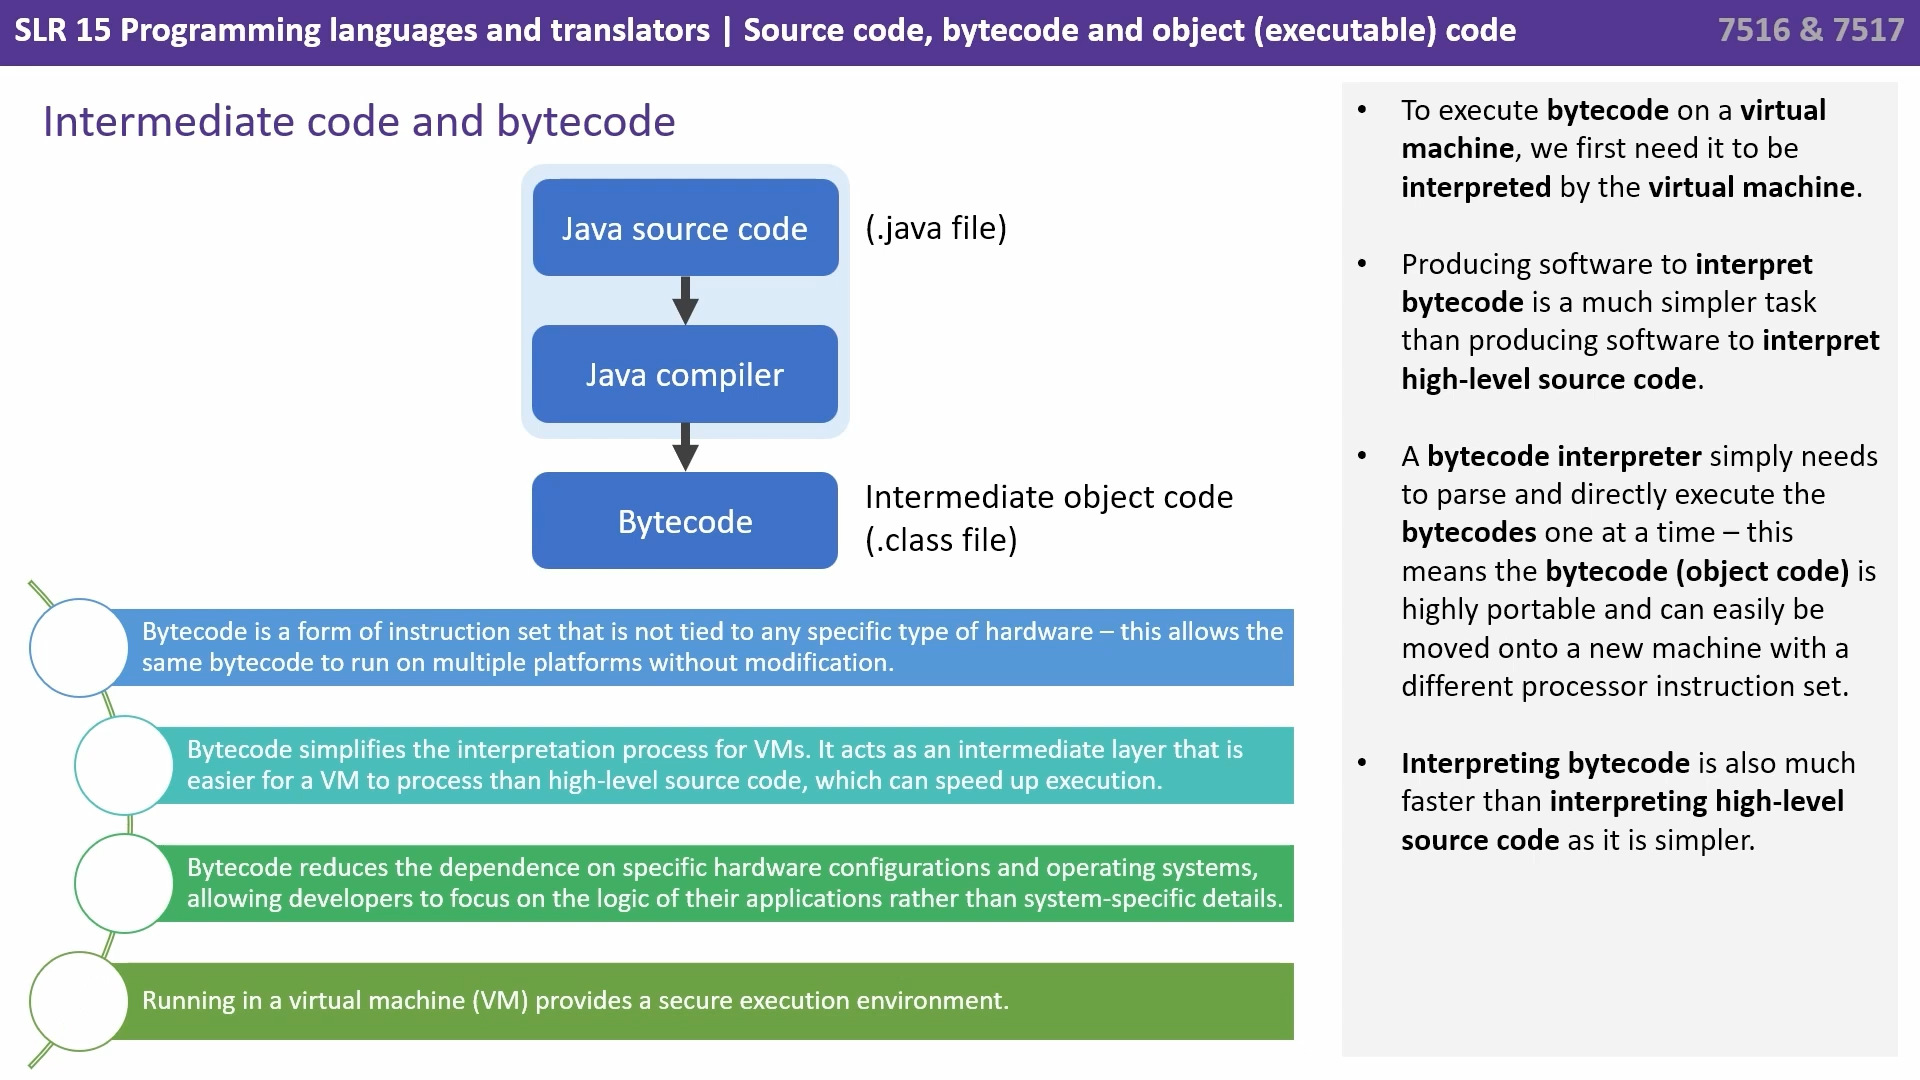 SLR 15 Programming languages and translators | Source code, bytecode and object (executable) code
7516 & 7517
Intermediate code and bytecode
Java source code
(.java file)
Java compiler
Bytecode
Intermediate object code
(.class file)
Bytecode is a form of instruction set that is not tied to any specific type of hardware – this allows the
same bytecode to run on multiple platforms without modification.
Bytecode simplifies the interpretation process for VMs. It acts as an intermediate layer that is
easier for a VM to process than high-level source code, which can speed up execution.
Bytecode reduces the dependence on specific hardware configurations and operating systems,
allowing developers to focus on the logic of their applications rather than system-specific details.
Running in a virtual machine (VM) provides a secure execution environment.
• To execute bytecode on a virtual
machine, we first need it to be
interpreted by the virtual machine.
• Producing software to interpret
bytecode is a much simpler task
than producing software to interpret
high-level source code.
• A bytecode interpreter simply needs
to parse and directly execute the
bytecodes one at a time – this
means the bytecode (object code) is
highly portable and can easily be
moved onto a new machine with a
different processor instruction set.
• Interpreting bytecode is also much
faster than interpreting high-level
source code as it is simpler.